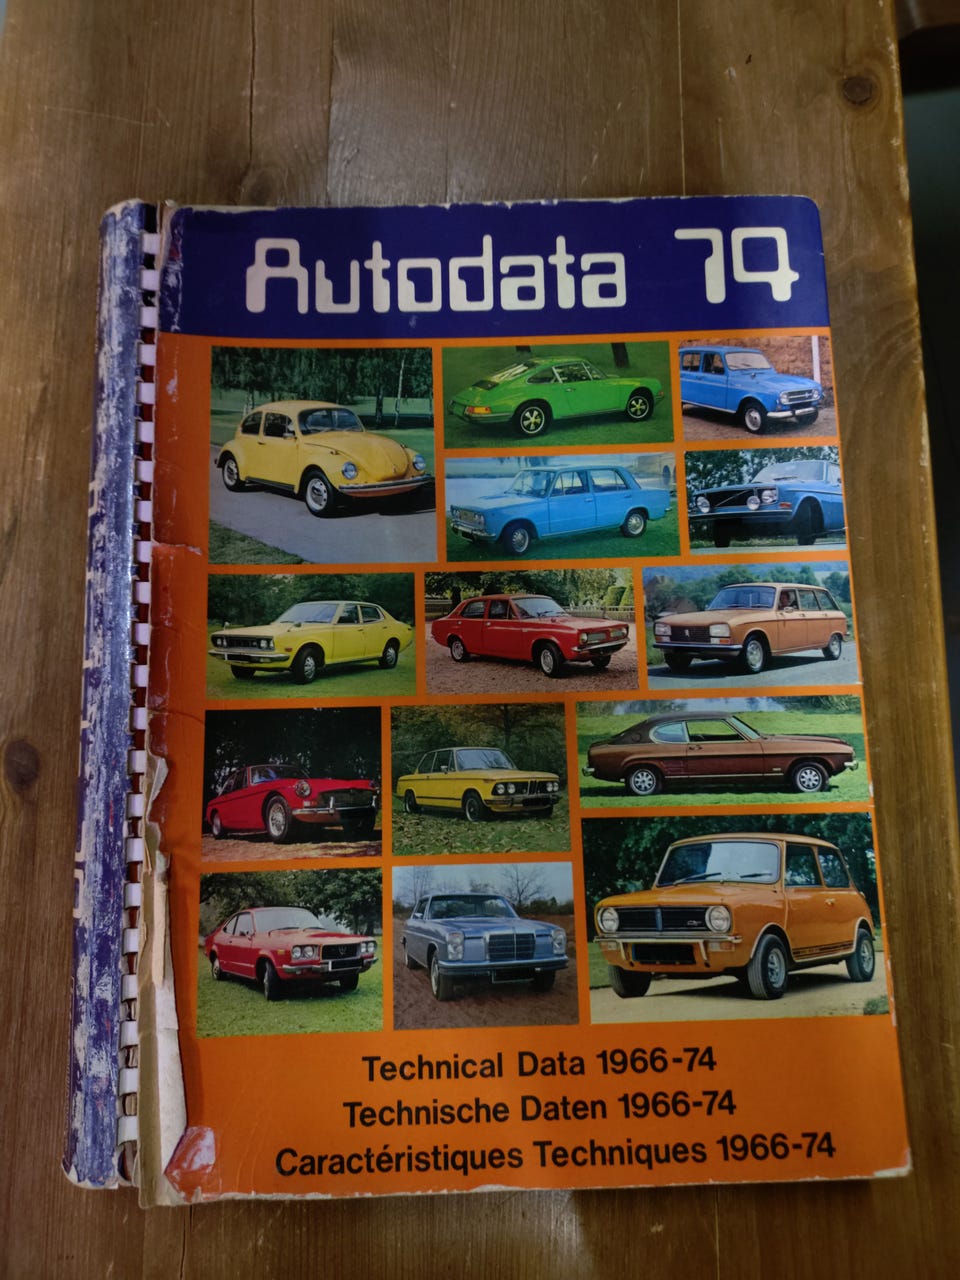 Autodata 74
Technical Data 1966-74
Technische Daten 1966-74
Caractéristiques Techniques 1966-74